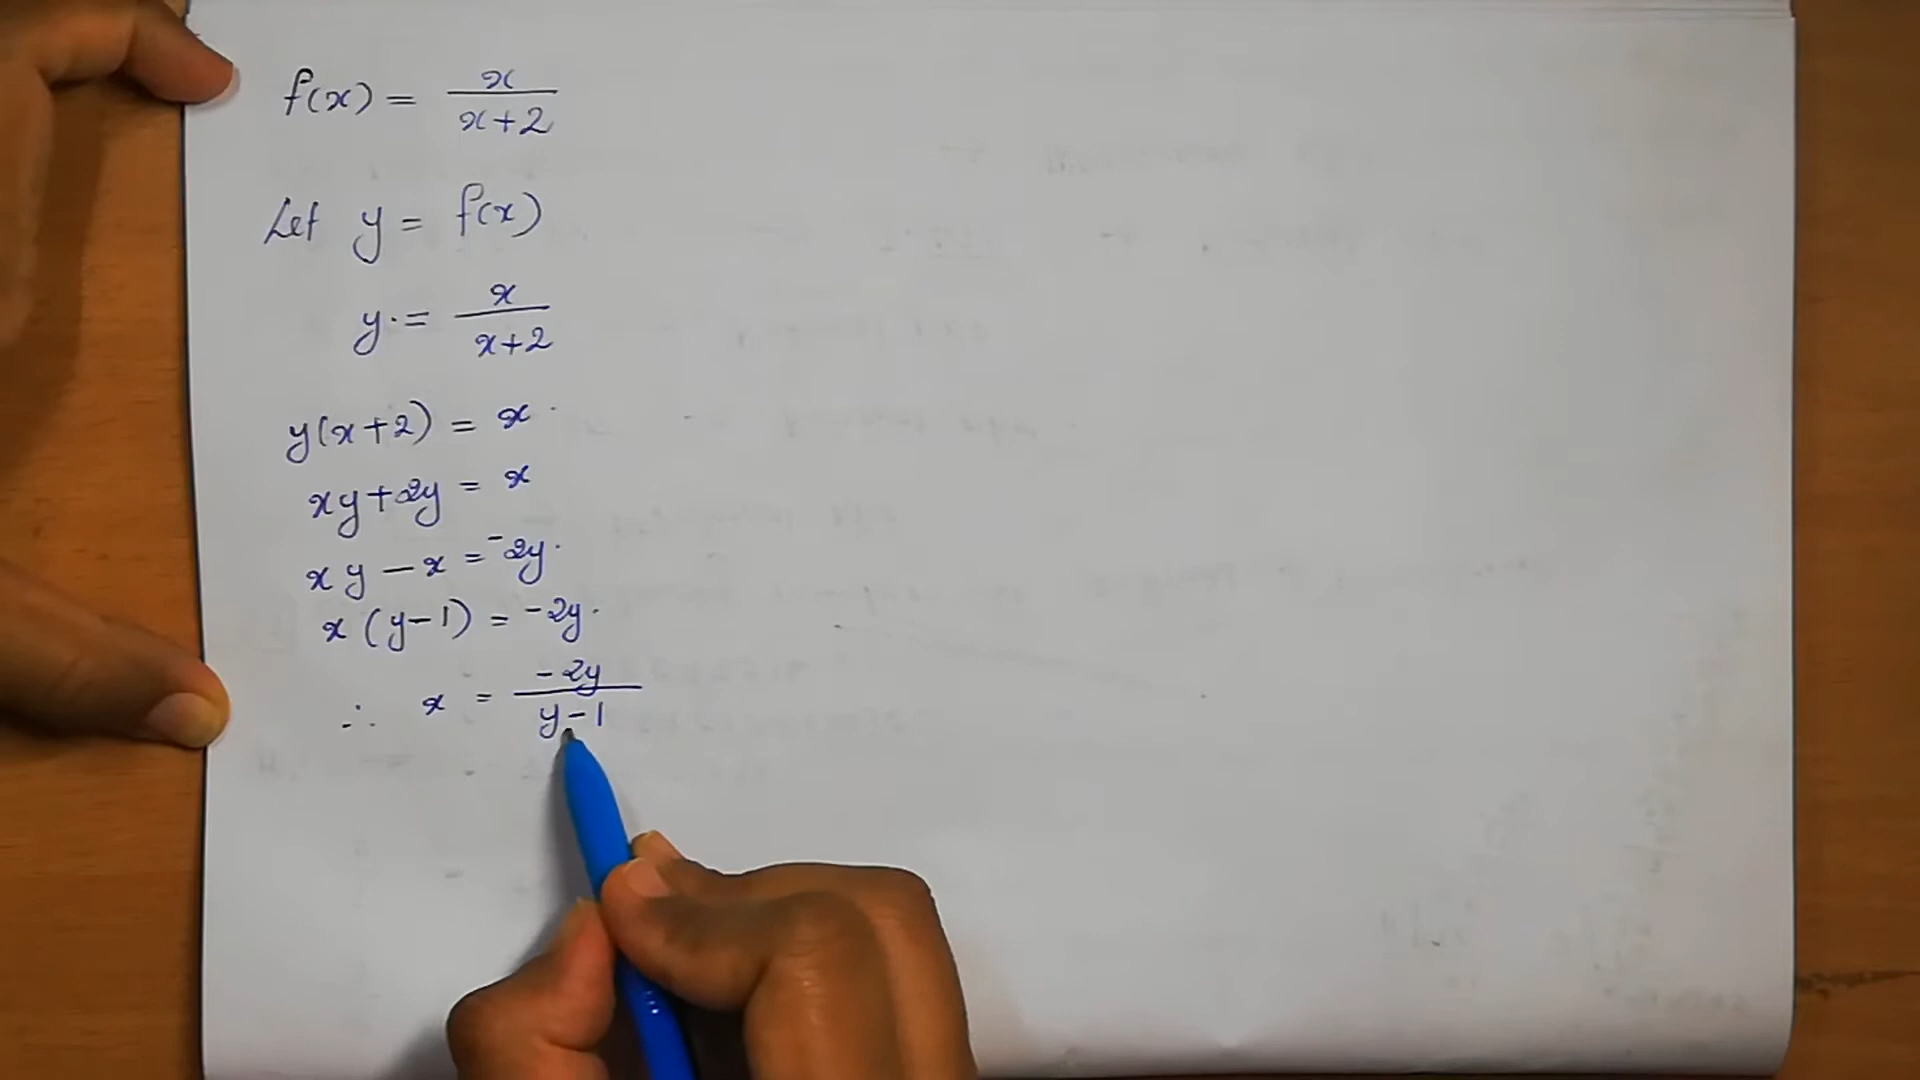 f(x) = x/(x+2)
Let y = f(x)
y. = x/(x+2)
y(x+2) = x.
xy+2y = x
xy - x = -2y.
x(y-1) = -2y.
∴ x = -2y/(y-1)